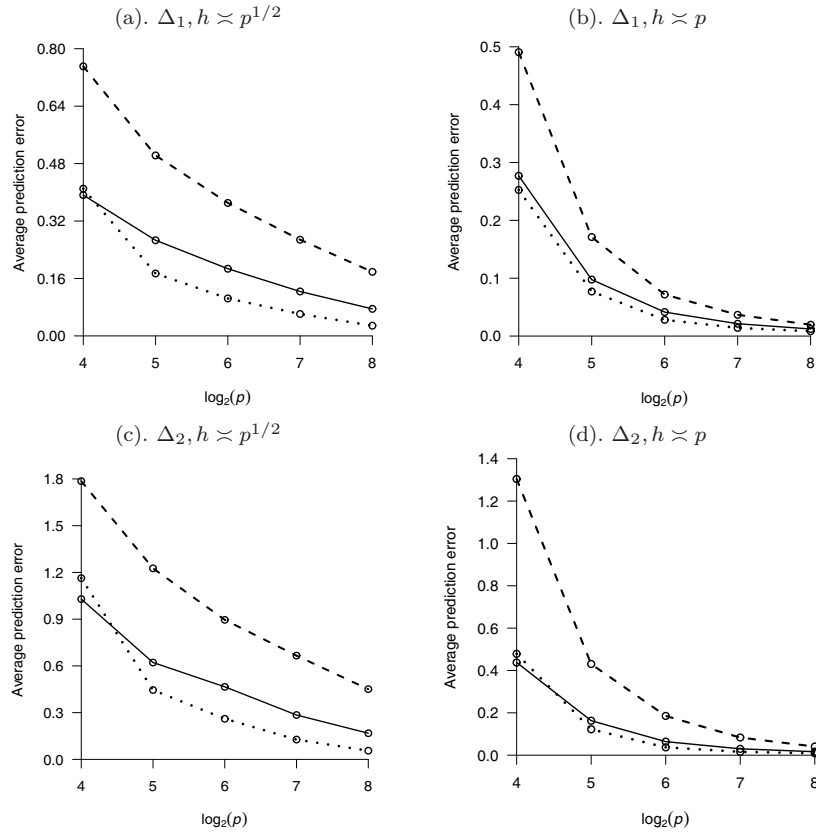 (a). Δ₁, h ≍ p^{1/2}
Average prediction error
0.80
0.64
0.48
0.32
0.16
0.00
4 5 6 7 8
log₂(p)
(b). Δ₁, h ≍ p
Average prediction error
0.5
0.4
0.3
0.2
0.1
0.0
4 5 6 7 8
log₂(p)
(c). Δ₂, h ≍ p^{1/2}
Average prediction error
1.8
1.5
1.2
0.9
0.6
0.3
0.0
4 5 6 7 8
log₂(p)
(d). Δ₂, h ≍ p
Average prediction error
1.4
1.2
1.0
0.8
0.6
0.4
0.2
0.0
4 5 6 7 8
log₂(p)